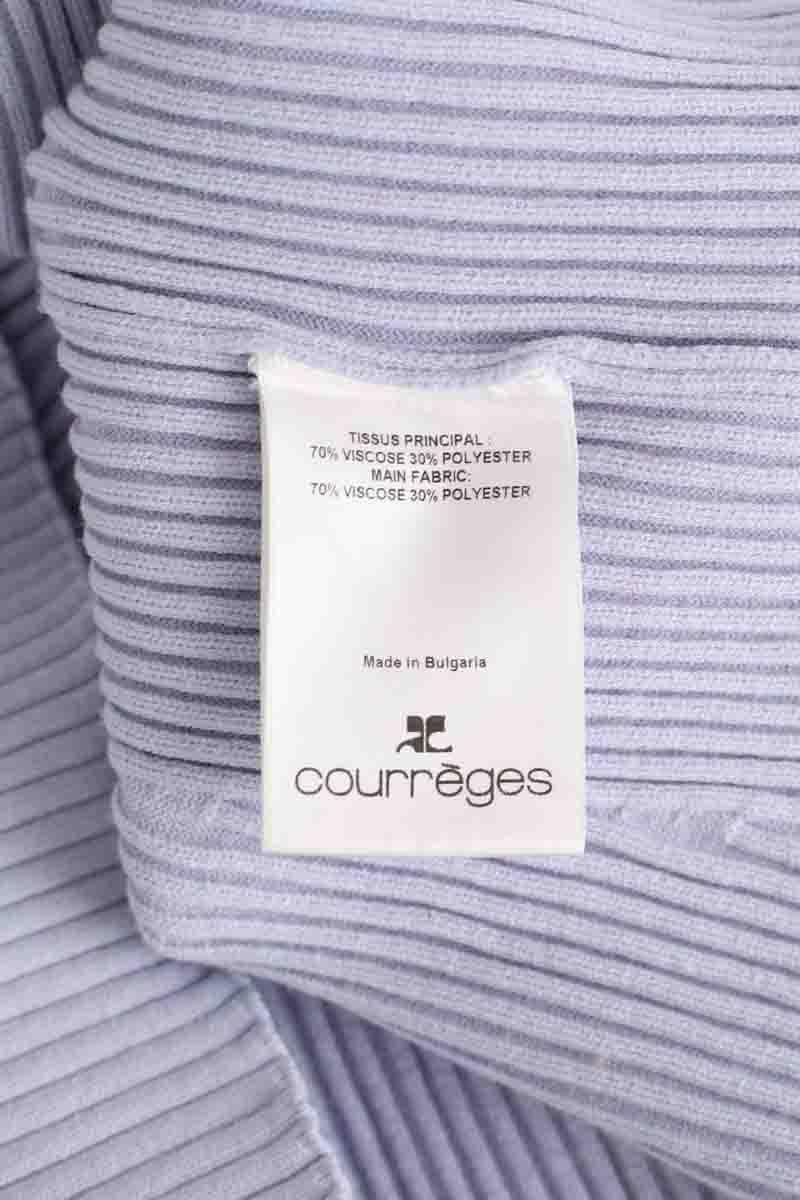 TISSUS PRINCIPAL :
70% VISCOSE 30% POLYESTER
MAIN FABRIC:
70% VISCOSE 30% POLYESTER
Made in Bulgaria
courrèges